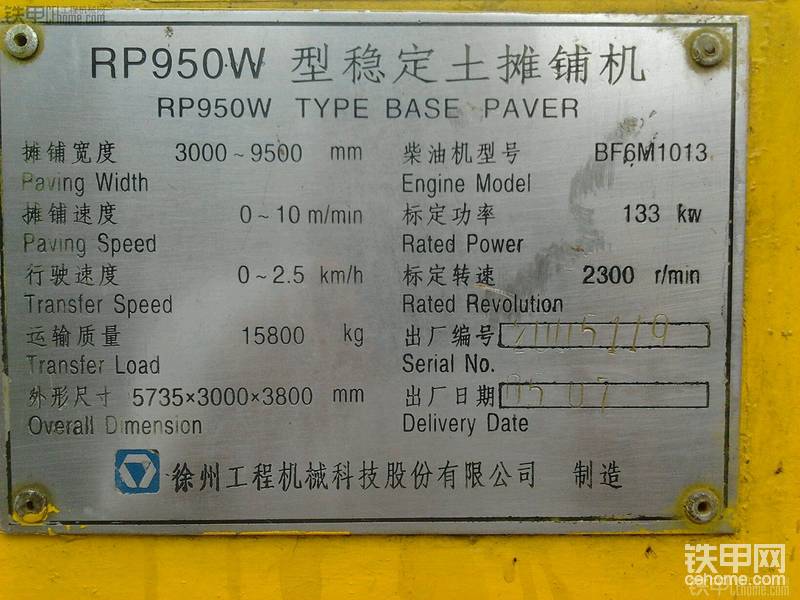 铁甲网
cehome.com
RP950W 型稳定土摊铺机
RP950W TYPE BASE PAVER
摊铺宽度 3000~9500 mm
Paving Width
摊铺速度 0~10 m/min
Paving Speed
行驶速度 0~2.5 km/h
Transfer Speed
运输质量 15800 kg
Transfer Load
外形尺寸 5735×3000×3800 mm
Overall Dimension
柴油机型号 BF6M1013
Engine Model
标定功率 133 kw
Rated Power
标定转速 2300 r/min
Rated Revolution
出厂编号
Serial No.
出厂日期 05 07
Delivery Date
徐州工程机械科技股份有限公司 制造
铁甲网
cehome.com